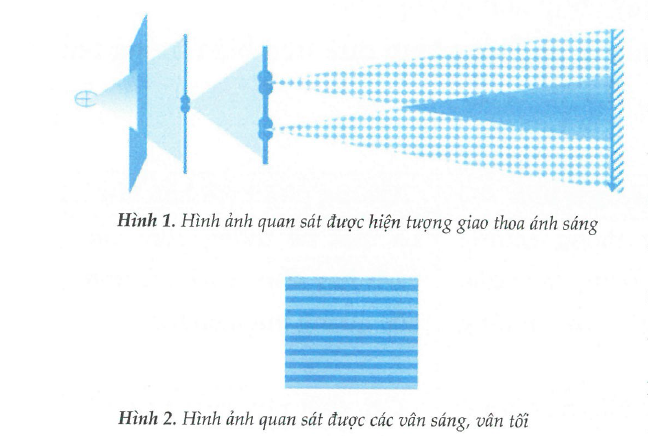 Hình 1. Hình ảnh quan sát được hiện tượng giao thoa ánh sáng
Hình 2. Hình ảnh quan sát được các vân sáng, vân tối